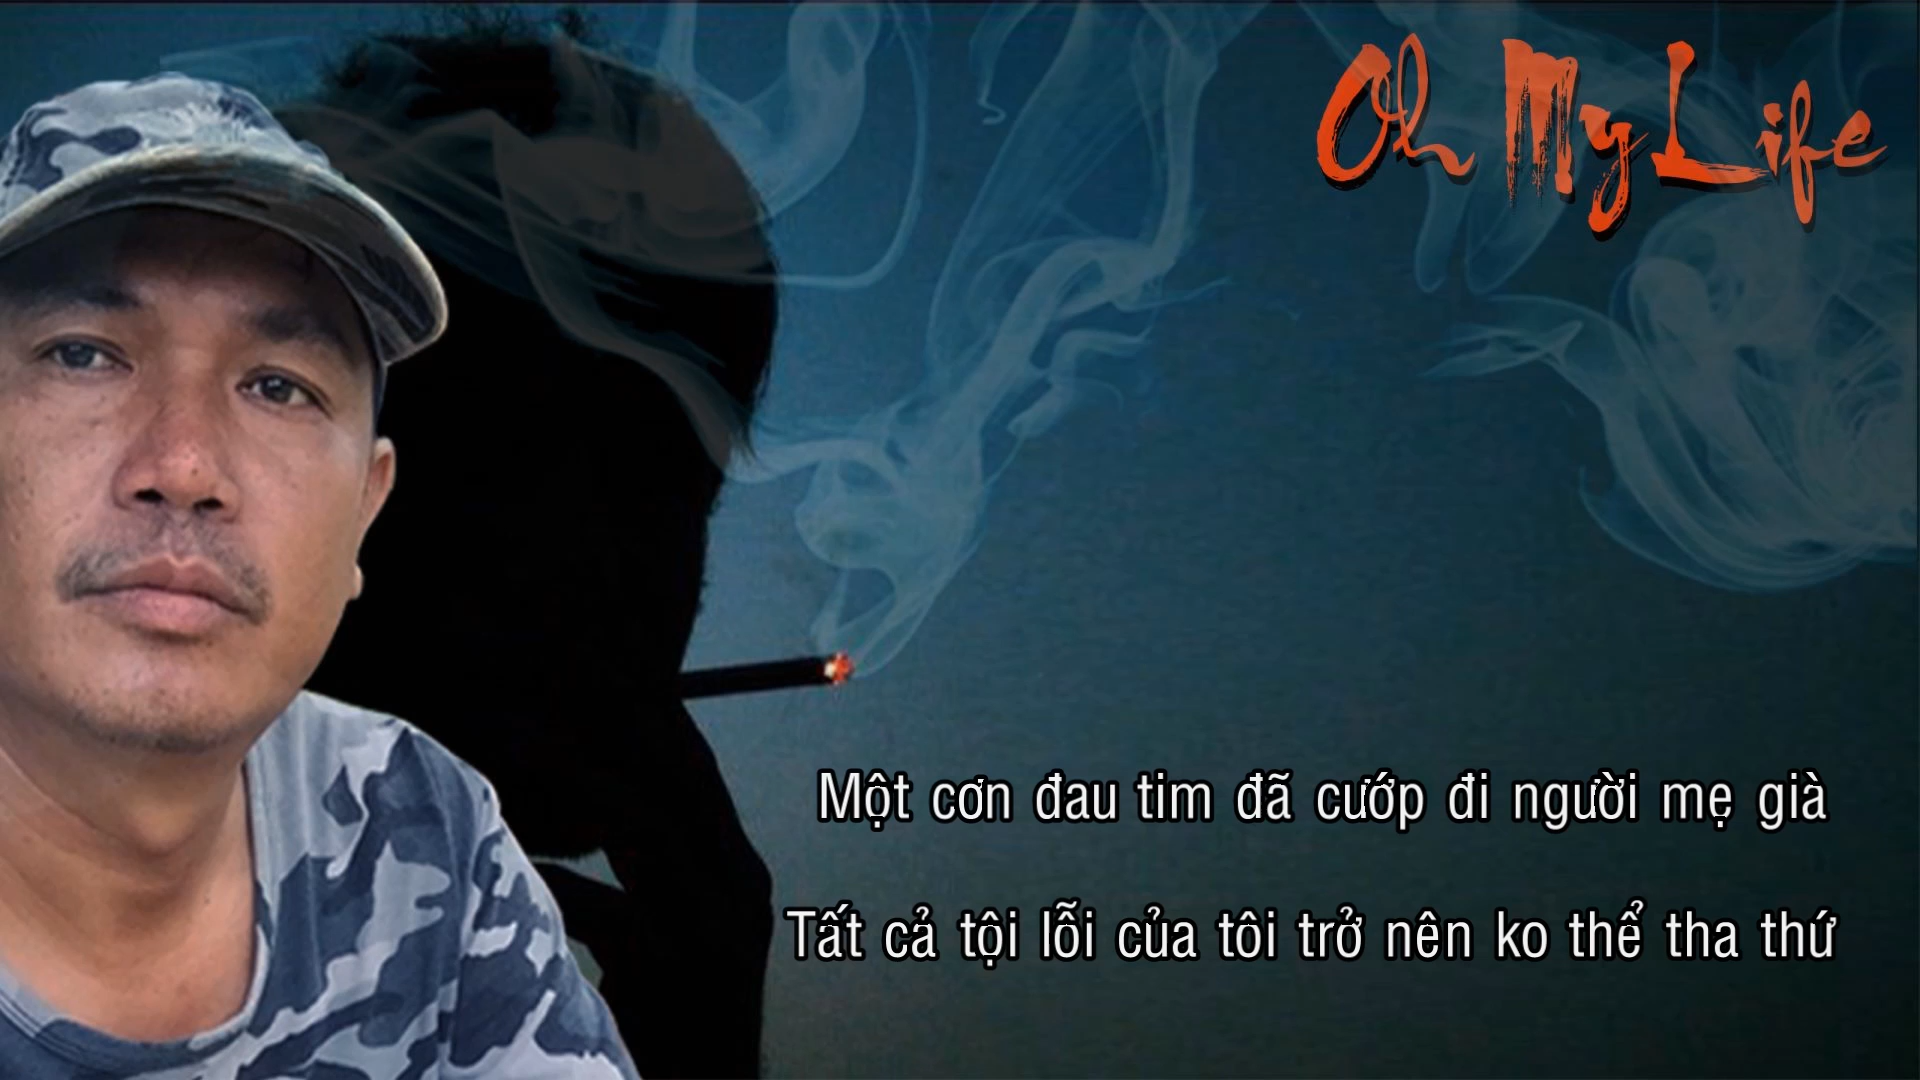 Oh My Life
Một cơn đau tim đã cướp đi người mẹ già
Tất cả tội lỗi của tôi trở nên ko thể tha thứ